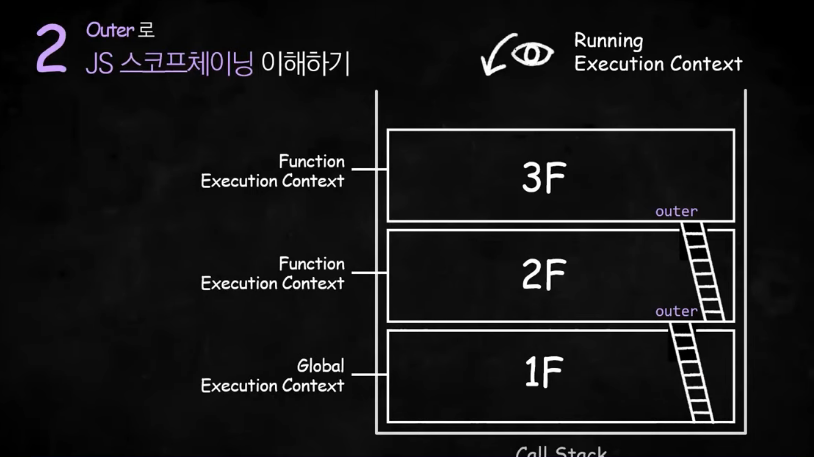 2
Outer 로
JS 스코프체이닝 이해하기
Running
Execution Context
Function
Execution Context
3F
outer
Function
Execution Context
2F
outer
Global
Execution Context
1F
Call Stack